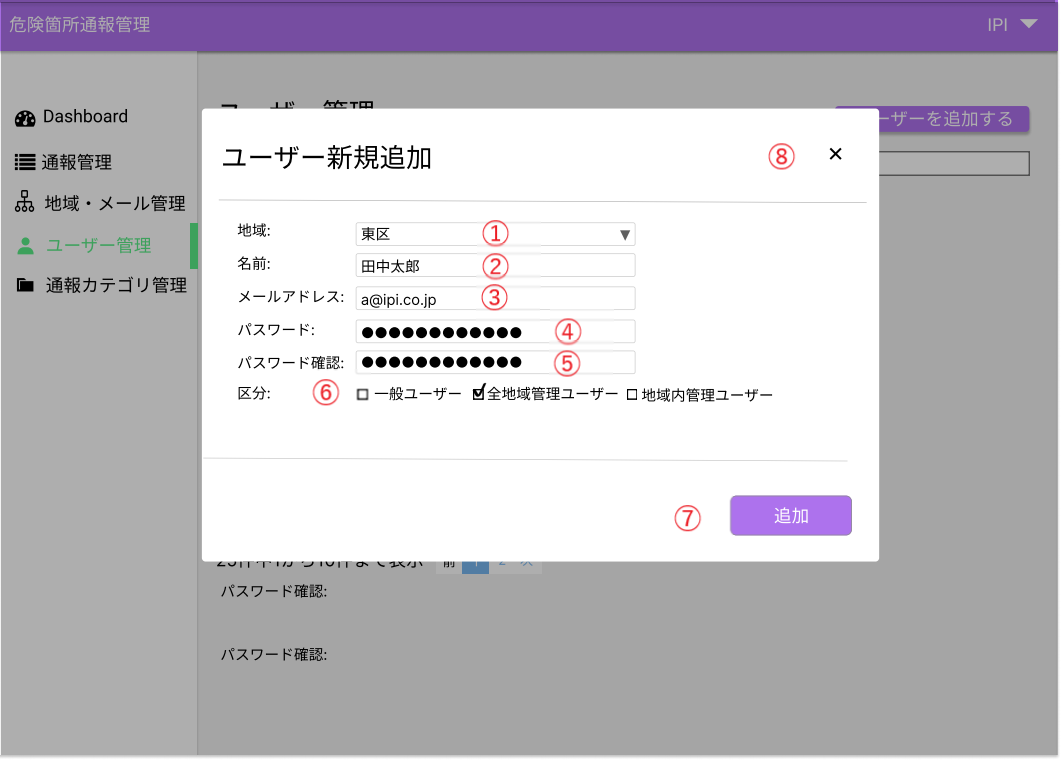 危険箇所通報管理
IPI
Dashboard
通報管理
地域・メール管理
ユーザー管理
通報カテゴリ管理
ユーザー管理
ーザーを追加する
ユーザー新規追加
⑧ ×
地域: 東区 ① ▼
名前: 田中太郎 ②
メールアドレス: a@ipi.co.jp ③
パスワード: ●●●●●●●●●●●● ④
パスワード確認: ●●●●●●●●●●●● ⑤
区分: ⑥ 一般ユーザー 全地域管理ユーザー 地域内管理ユーザー
⑦ 追加
25件中1から10件まで表示 前 1 2 次
パスワード確認:
パスワード確認: